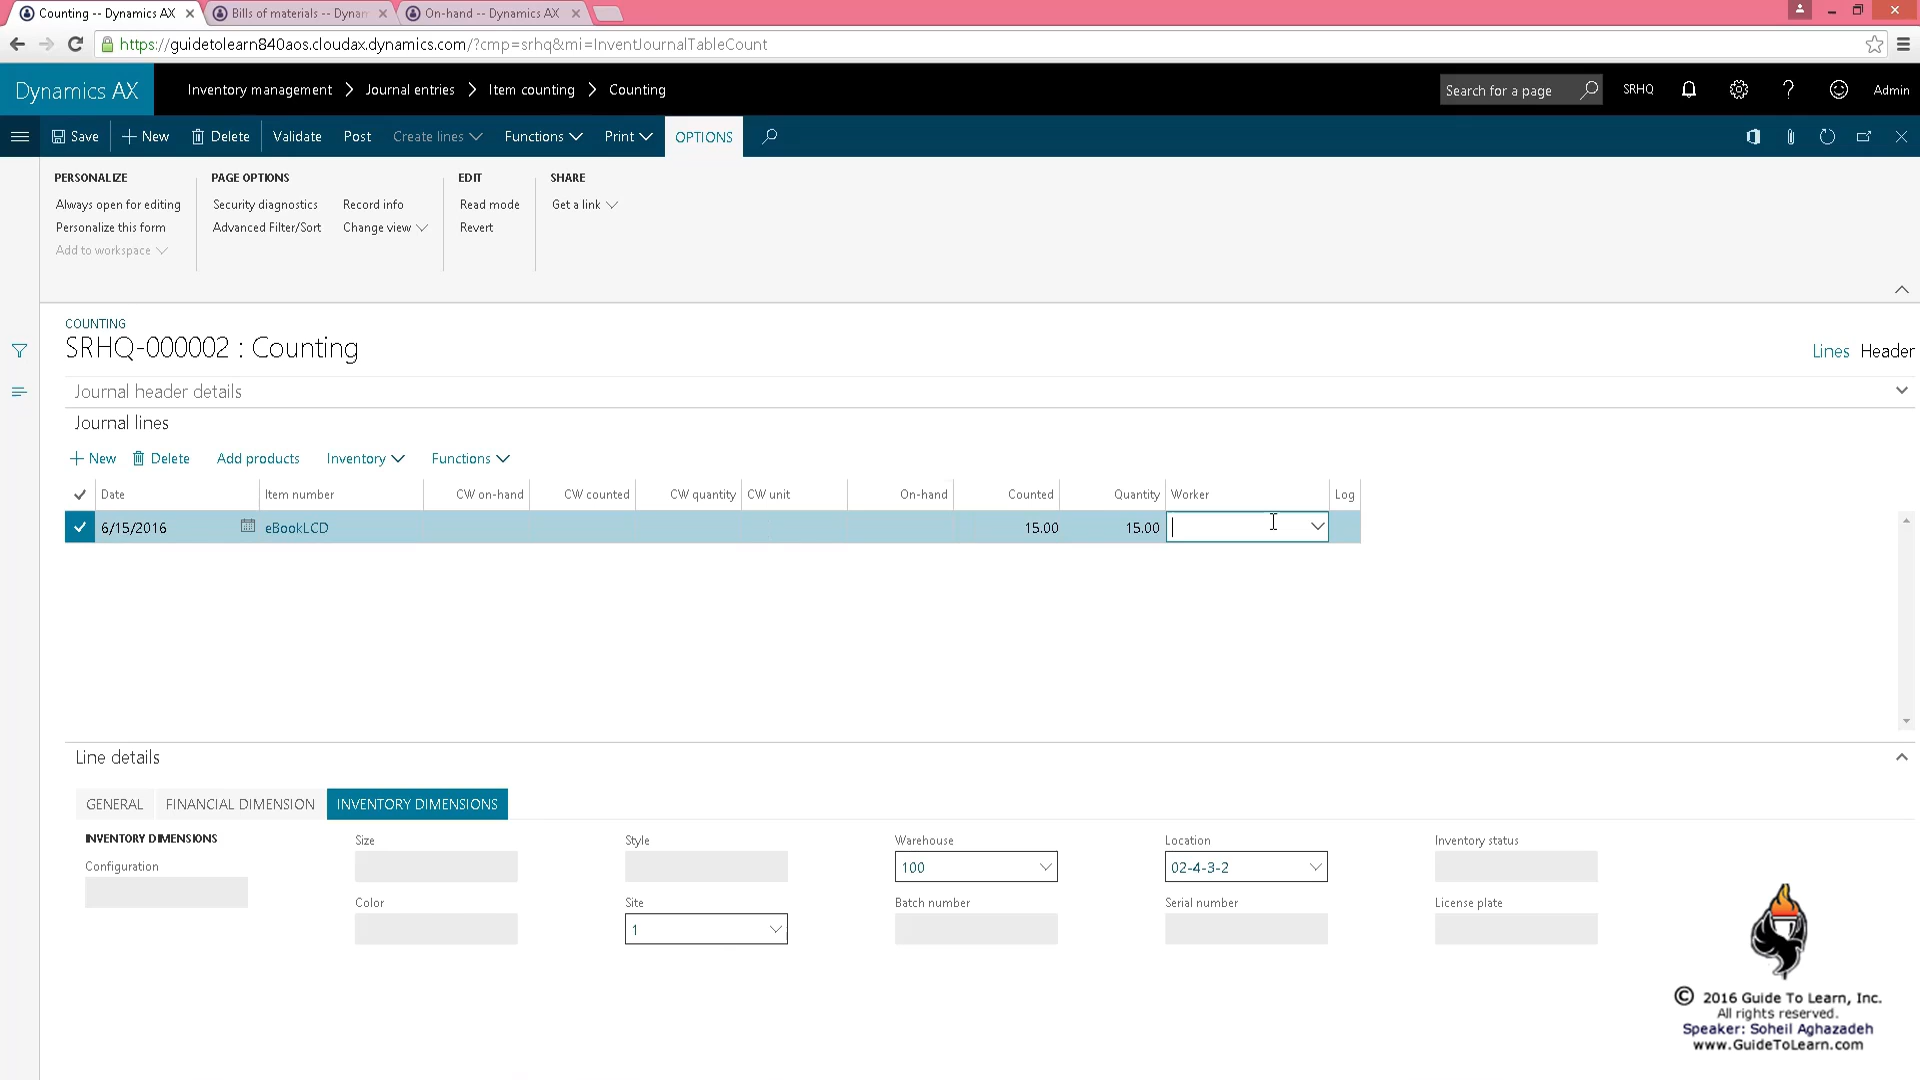 Counting -- Dynamics AX
Bills of materials -- Dynam
On-hand -- Dynamics AX
https://guidetolearn840aos.cloudax.dynamics.com/?cmp=srhq&mi=InventJournalTableCount
Dynamics AX
Inventory management > Journal entries > Item counting > Counting
Search for a page
SRHQ
?
Admin
Save
New
Delete
Validate
Post
Create lines
Functions
Print
OPTIONS
PERSONALIZE
Always open for editing
Personalize this form
Add to workspace
PAGE OPTIONS
Security diagnostics
Advanced Filter/Sort
Record info
Change view
EDIT
Read mode
Revert
SHARE
Get a link
COUNTING
SRHQ-000002 : Counting
Lines Header
Journal header details
Journal lines
New Delete Add products Inventory Functions
Date Item number CW on-hand CW counted CW quantity CW unit On-hand Counted Quantity Worker Log
6/15/2016 eBookLCD 15.00 15.00
Line details
GENERAL FINANCIAL DIMENSION INVENTORY DIMENSIONS
INVENTORY DIMENSIONS
Configuration
Size
Color
Style
Site
1
Warehouse
100
Batch number
Location
02-4-3-2
Serial number
Inventory status
License plate
© 2016 Guide To Learn, Inc.
All rights reserved.
Speaker: Soheil Aghazadeh
www.GuideToLearn.com